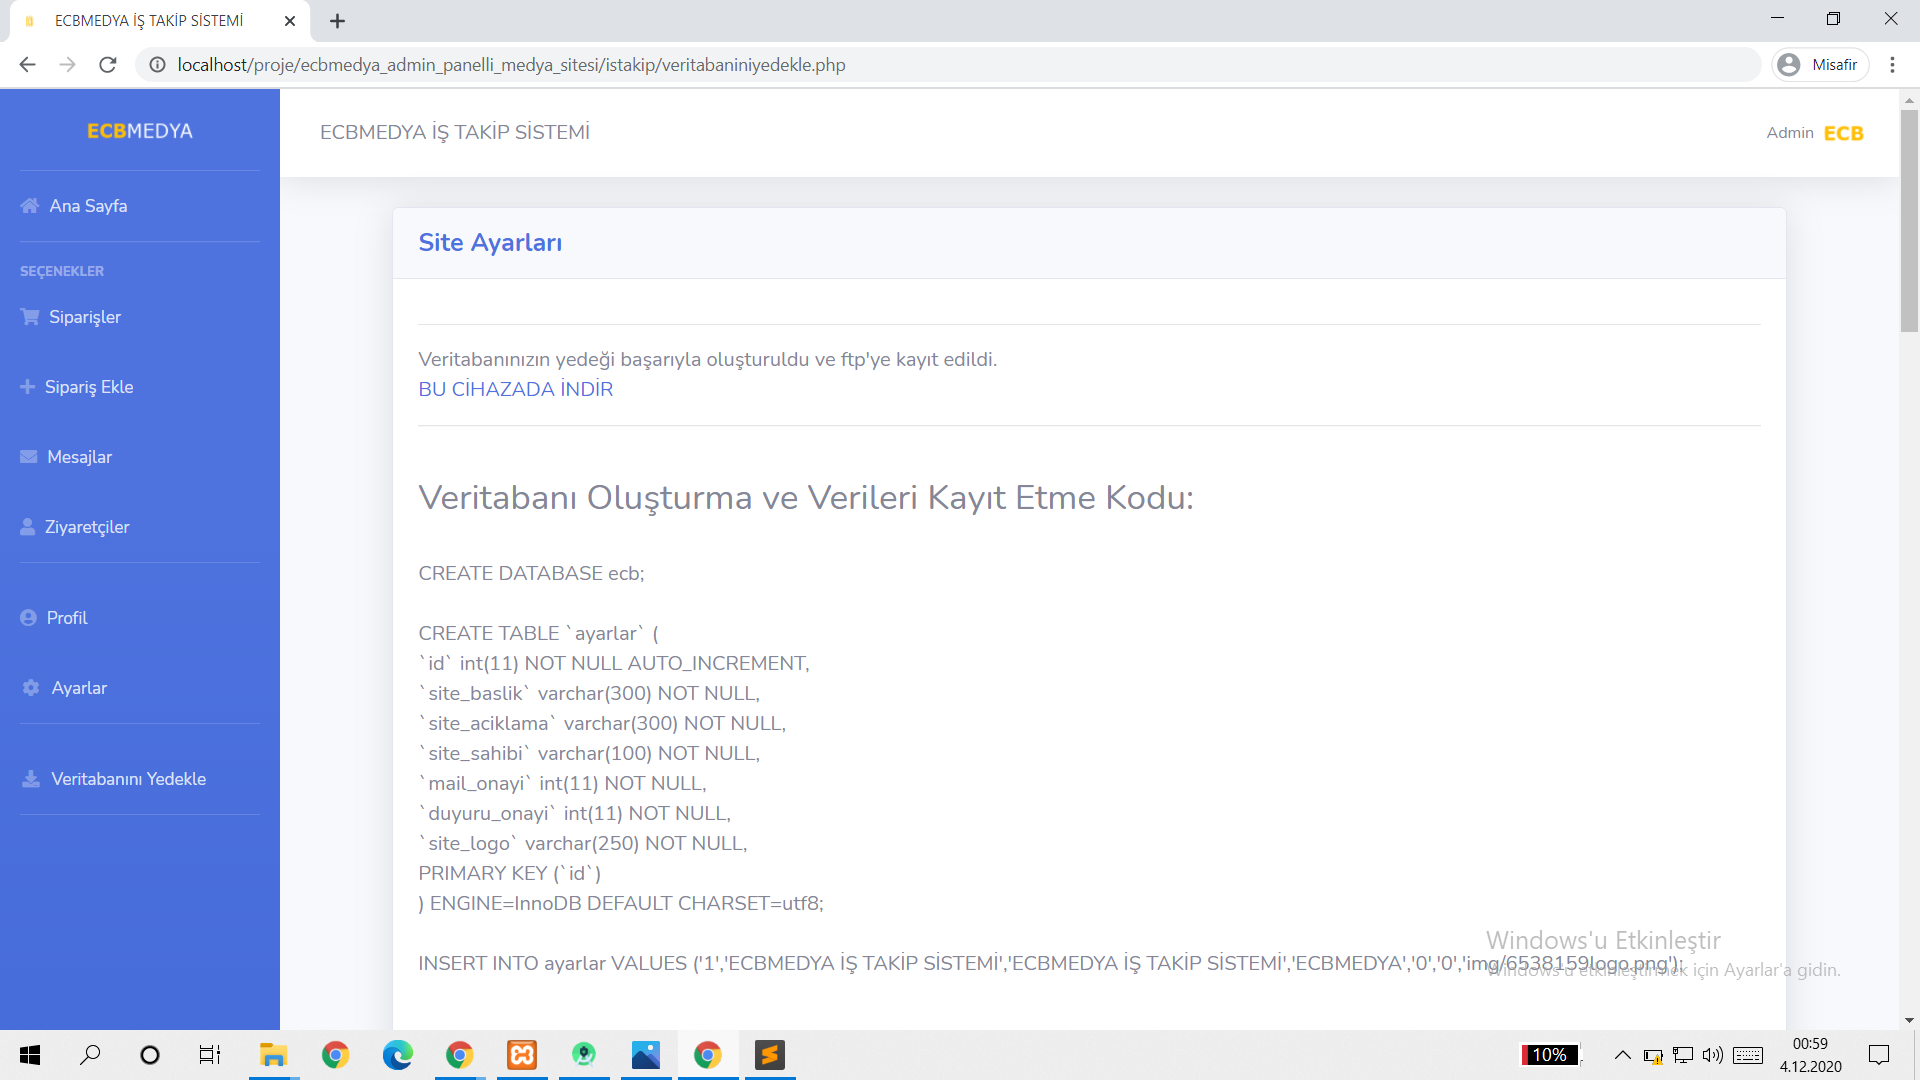 ECBMEDYA İŞ TAKİP SİSTEMİ
localhost/proje/ecbmedya_admin_panelli_medya_sitesi/istakip/veritabaniniyedekle.php
Misafir
ECBMEDYA
ECBMEDYA İŞ TAKİP SİSTEMİ
Admin ECB
Ana Sayfa
SEÇENEKLER
Siparişler
Sipariş Ekle
Mesajlar
Ziyaretçiler
Profil
Ayarlar
Veritabanını Yedekle
Site Ayarları
Veritabanınızın yedeği başarıyla oluşturuldu ve ftp'ye kayıt edildi.
BU CİHAZADA İNDİR
Veritabanı Oluşturma ve Verileri Kayıt Etme Kodu:
CREATE DATABASE ecb;
CREATE TABLE `ayarlar` (
`id` int(11) NOT NULL AUTO_INCREMENT,
`site_baslik` varchar(300) NOT NULL,
`site_aciklama` varchar(300) NOT NULL,
`site_sahibi` varchar(100) NOT NULL,
`mail_onayi` int(11) NOT NULL,
`duyuru_onayi` int(11) NOT NULL,
`site_logo` varchar(250) NOT NULL,
PRIMARY KEY (`id`)
) ENGINE=InnoDB DEFAULT CHARSET=utf8;
INSERT INTO ayarlar VALUES ('1','ECBMEDYA İŞ TAKİP SİSTEMİ','ECBMEDYA İŞ TAKİP SİSTEMİ','ECBMEDYA','0','0','img/6538159logo.png');
Windows'u Etkinleştir
Windows'u etkinleştirmek için Ayarlar'a gidin.
10%
00:59
4.12.2020